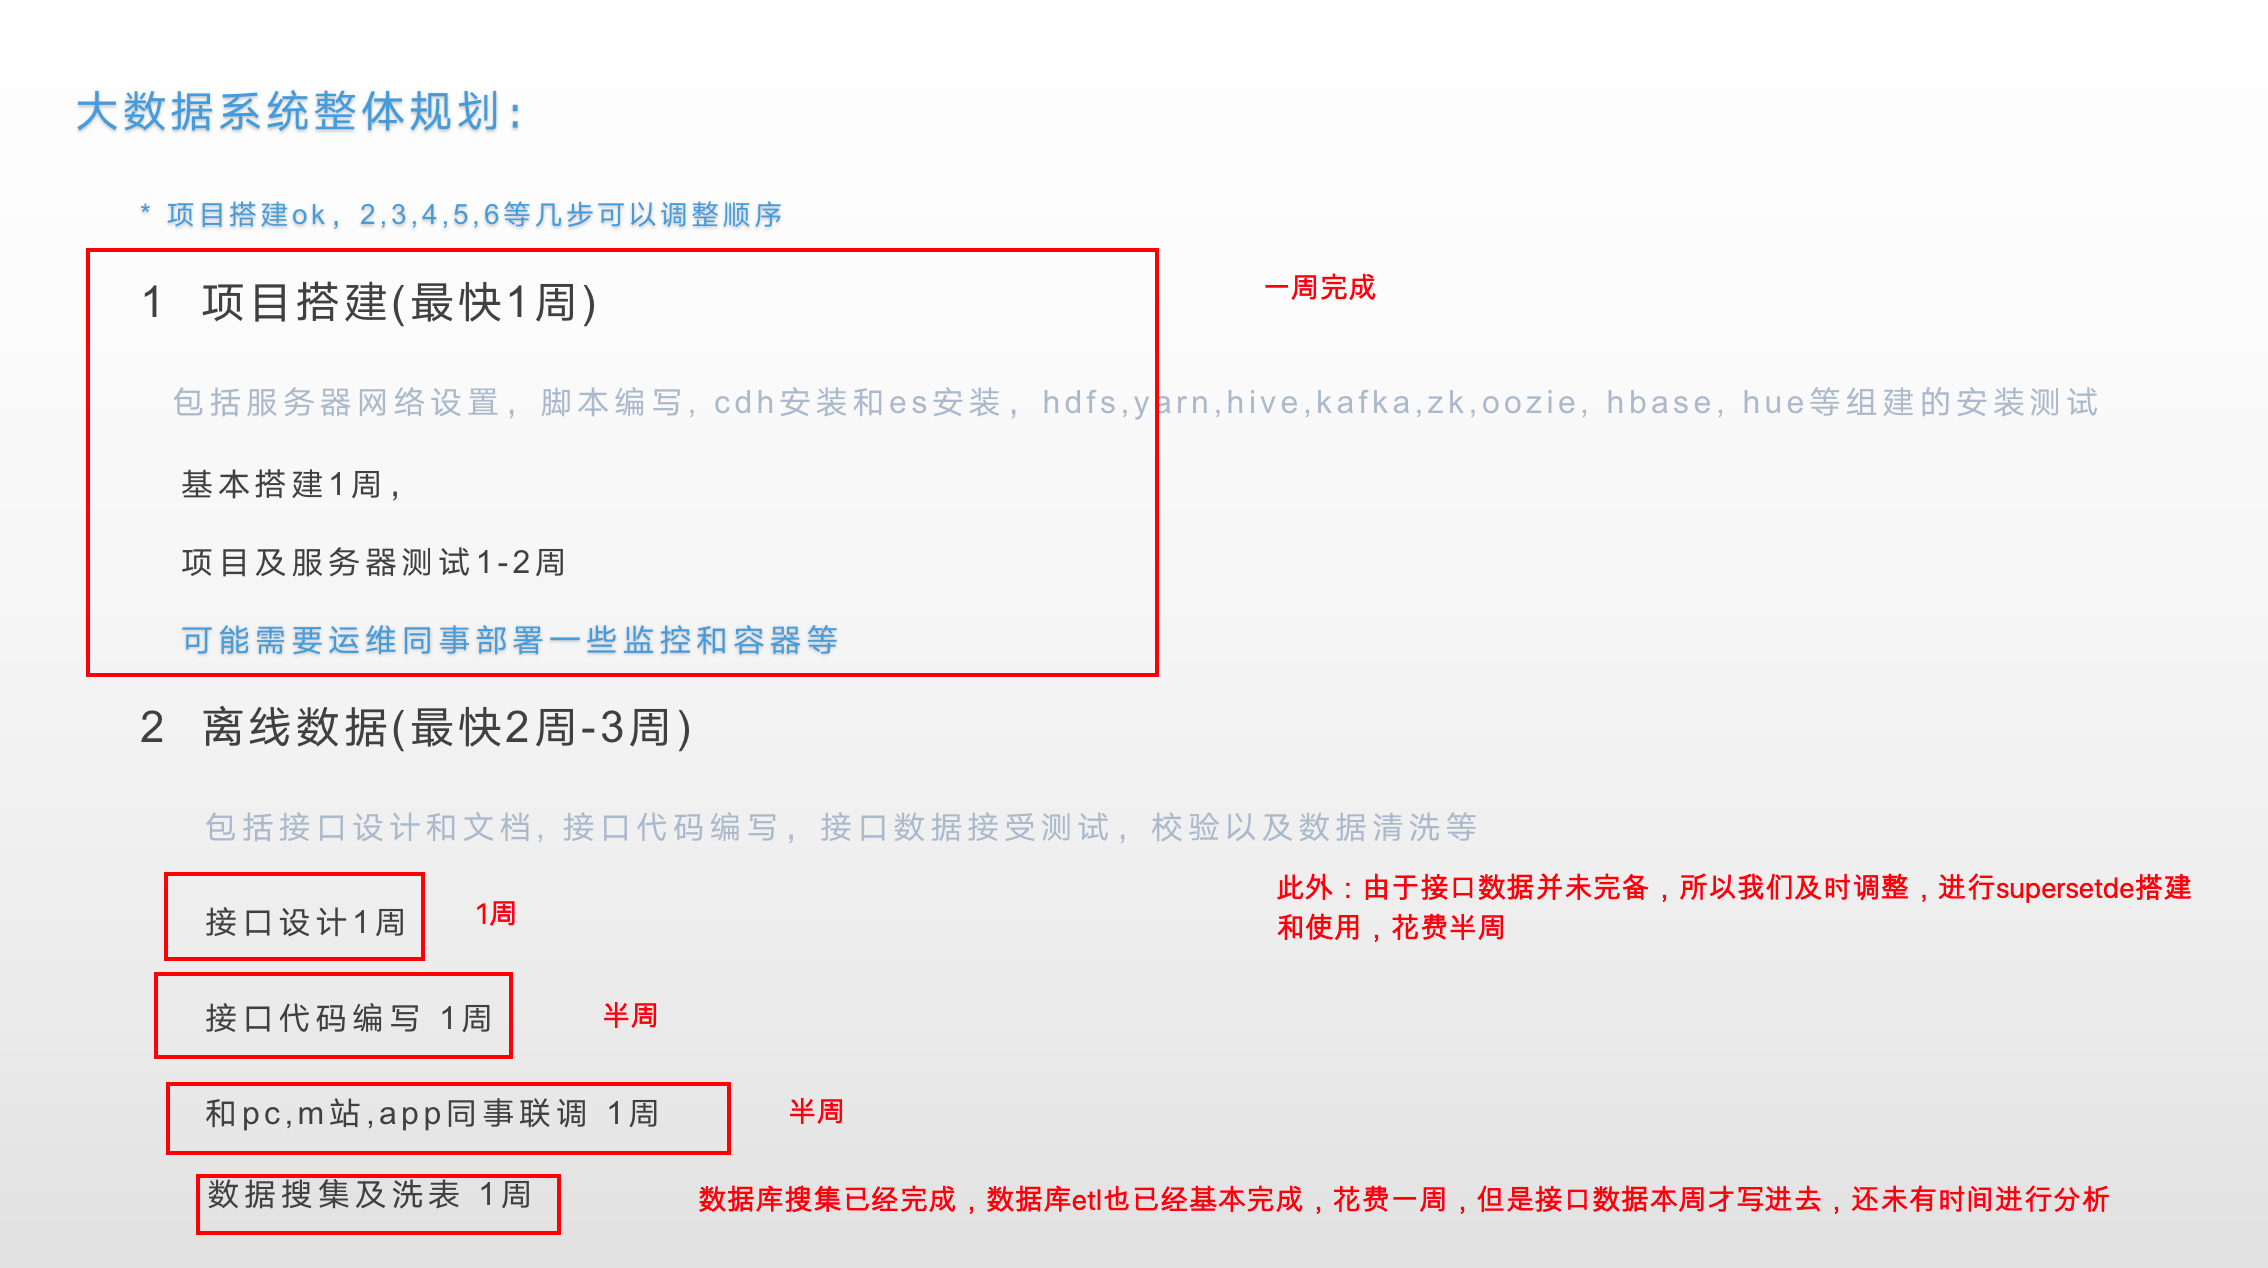 大数据系统整体规划：
* 项目搭建ok，2,3,4,5,6等几步可以调整顺序
1 项目搭建(最快1周)
一周完成
包括服务器网络设置，脚本编写, cdh安装和es安装，hdfs,yarn,hive,kafka,zk,oozie, hbase, hue等组建的安装测试
基本搭建1周，
项目及服务器测试1-2周
可能需要运维同事部署一些监控和容器等
2 离线数据(最快2周-3周)
包括接口设计和文档, 接口代码编写，接口数据接受测试，校验以及数据清洗等
此外：由于接口数据并未完备，所以我们及时调整，进行supersetde搭建
和使用，花费半周
接口设计1周
1周
接口代码编写 1周
半周
和pc,m站,app同事联调 1周
半周
数据搜集及洗表 1周
数据库搜集已经完成，数据库etl也已经基本完成，花费一周，但是接口数据本周才写进去，还未有时间进行分析